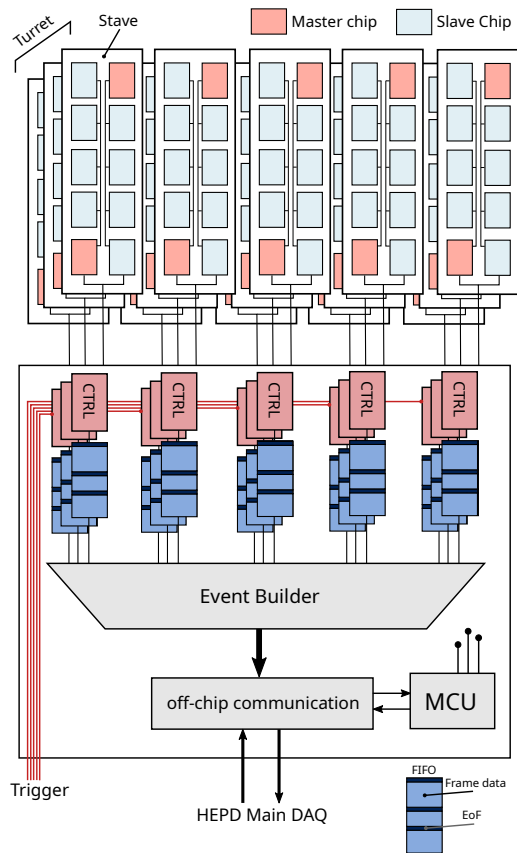 Turret
Stave
Master chip
Slave Chip
CTRL
CTRL
CTRL
CTRL
CTRL
Event Builder
off-chip communication
MCU
Trigger
HEPD Main DAQ
FIFO
Frame data
EoF